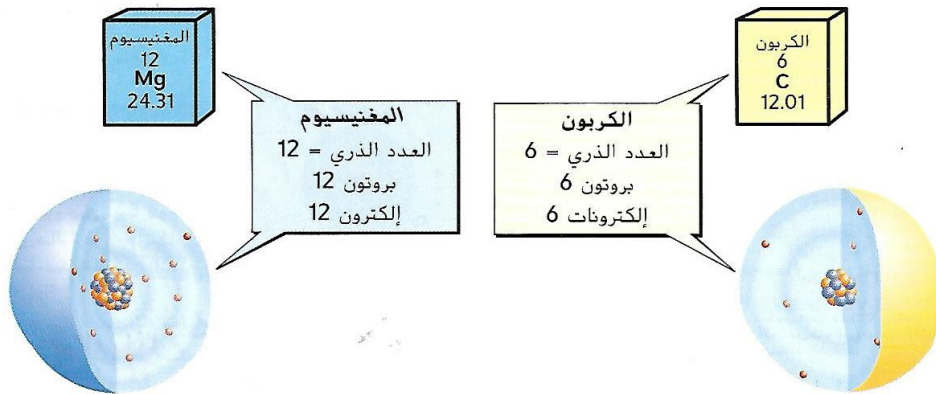 الكربون
6
C
12.01
الكربون
العدد الذري = 6
بروتون 6
إلكترونات 6
المغنيسيوم
12
Mg
24.31
المغنيسيوم
العدد الذري = 12
بروتون 12
إلكترون 12